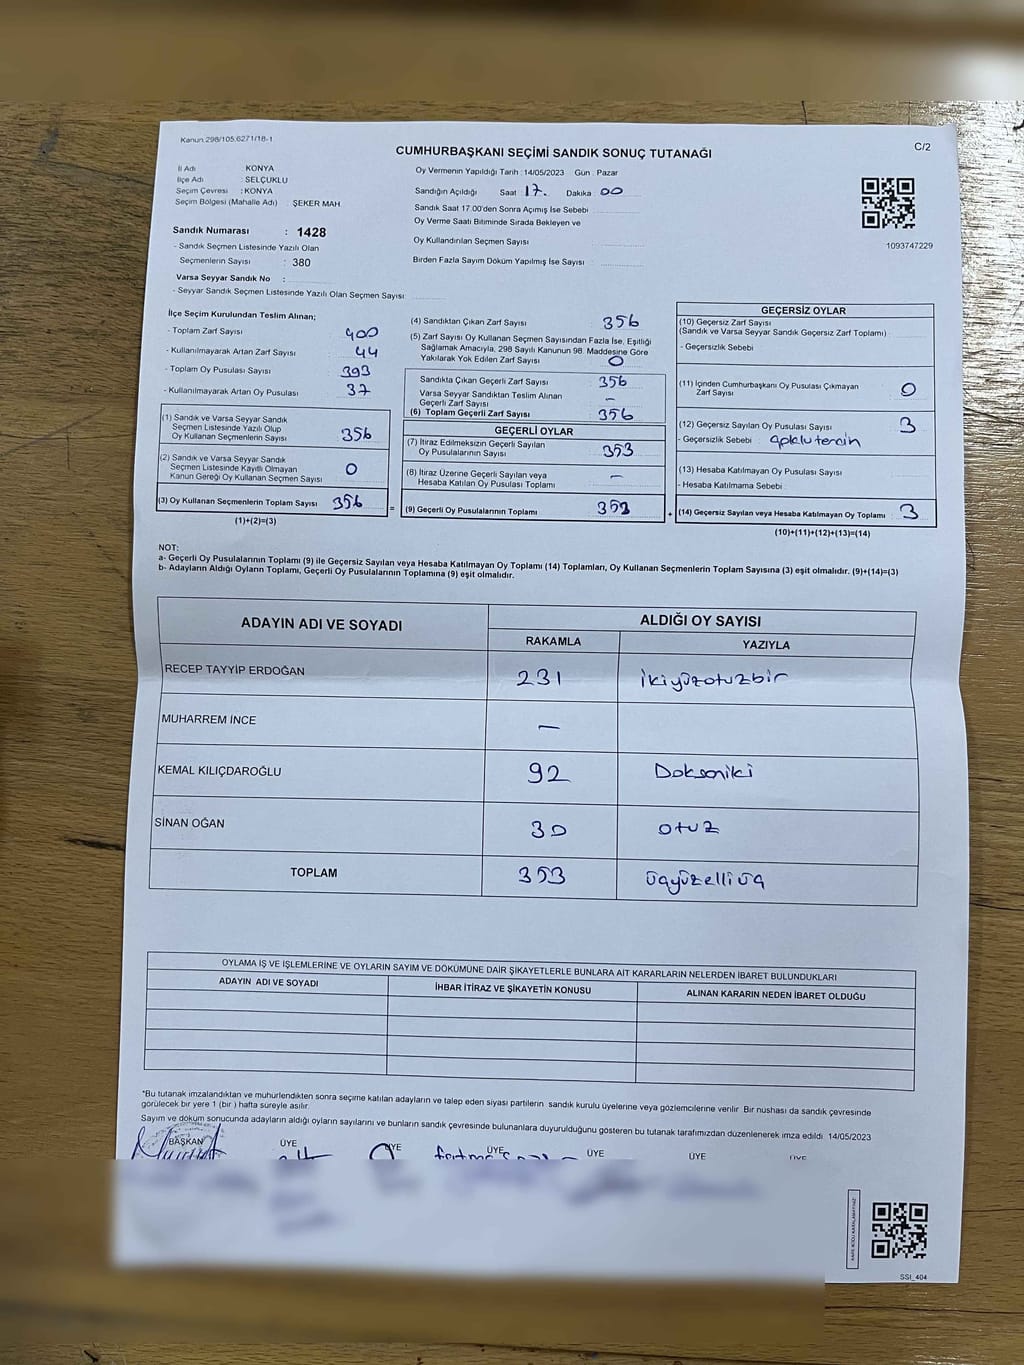 Kanun 298/105,6271/18-1
C/2
CUMHURBAŞKANI SEÇİMİ SANDIK SONUÇ TUTANAĞI
İl Adı KONYA
İlçe Adı : SELÇUKLU
Seçim Çevresi : KONYA
Seçim Bölgesi (Mahalle Adı) : ŞEKER MAH
Sandık Numarası : 1428
- Sandık Seçmen Listesinde Yazılı Olan
Seçmenlerin Sayısı : 380
Varsa Seyyar Sandık No :
- Seyyar Sandık Seçmen Listesinde Yazılı Olan Seçmen Sayısı
Oy Vermenin Yapıldığı Tarih : 14/05/2023 Gün : Pazar
Sandığın Açıldığı Saat 17. Dakika 00
Sandık Saat 17.00'den Sonra Açımış İse Sebebi
Oy Verme Saati Bitiminde Sırada Bekleyen ve
Oy Kullandırılan Seçmen Sayısı
Birden Fazla Sayım Döküm Yapılmış İse Sayısı
1093747229
İlçe Seçim Kurulundan Teslim Alınan;
- Toplam Zarf Sayısı 400
- Kullanılmayarak Artan Zarf Sayısı 44
- Toplam Oy Pusulası Sayısı 393
- Kullanılmayarak Artan Oy Pusulası 37
(1) Sandık ve Varsa Seyyar Sandık
Seçmen Listesinde Yazılı Olup
Oy Kullanan Seçmenlerin Sayısı 356
(2) Sandık ve Varsa Seyyar Sandık
Seçmen Listesinde Kayıtlı Olmayan
Kanun Gereği Oy Kullanan Seçmen Sayısı 0
(3) Oy Kullanan Seçmenlerin Toplam Sayısı 356
(1)+(2)=(3)
=
(4) Sandıktan Çıkan Zarf Sayısı 356
(5) Zarf Sayısı Oy Kullanan Seçmen Sayısından Fazla İse, Eşitliği
Sağlamak Amacıyla, 298 Sayılı Kanunun 98. Maddesine Göre
Yakılarak Yok Edilen Zarf Sayısı 0
Sandıkta Çıkan Geçerli Zarf Sayısı 356
Varsa Seyyar Sandıktan Teslim Alınan
Geçerli Zarf Sayısı -
(6) Toplam Geçerli Zarf Sayısı 356
GEÇERLİ OYLAR
(7) İtiraz Edilmeksizin Geçerli Sayılan
Oy Pusulalarının Sayısı 353
(8) İtiraz Üzerine Geçerli Sayılan veya
Hesaba Katılan Oy Pusulası Toplamı -
(9) Geçerli Oy Pusulalarının Toplamı 353
+
GEÇERSİZ OYLAR
(10) Geçersiz Zarf Sayısı
(Sandık ve Varsa Seyyar Sandık Geçersiz Zarf Toplamı)
- Geçersizlik Sebebi
(11) İçinden Cumhurbaşkanı Oy Pusulası Çıkmayan
Zarf Sayısı 0
(12) Geçersiz Sayılan Oy Pusulası Sayısı 3
- Geçersizlik Sebebi :
(13) Hesaba Katılmayan Oy Pusulası Sayısı
- Hesaba Katılmama Sebebi
(14) Geçersiz Sayılan veya Hesaba Katılmayan Oy Toplamı 3
(10)+(11)+(12)+(13)=(14)
NOT:
a- Geçerli Oy Pusulalarının Toplamı (9) ile Geçersiz Sayılan veya Hesaba Katılmayan Oy Toplamı (14) Toplamları, Oy Kullanan Seçmenlerin Toplam Sayısına (3) eşit olmalıdır. (9)+(14)=(3)
b- Adayların Aldığı Oyların Toplamı, Geçerli Oy Pusulalarının Toplamına (9) eşit olmalıdır.
ADAYIN ADI VE SOYADI ALDIĞI OY SAYISI
RAKAMLA YAZIYLA
RECEP TAYYİP ERDOĞAN 231 ikiyüzotuzbir
MUHARREM İNCE -
KEMAL KILIÇDAROĞLU 92 Doksaniki
SİNAN OĞAN 30 otuz
TOPLAM 353 üçyüzelliüç
OYLAMA İŞ VE İŞLEMLERİNE VE OYLARIN SAYIM VE DÖKÜMÜNE DAİR ŞİKAYETLERLE BUNLARA AİT KARARLARIN NELERDEN İBARET BULUNDUKLARI
ADAYIN ADI VE SOYADI İHBAR İTİRAZ VE ŞİKAYETİN KONUSU ALINAN KARARIN NEDEN İBARET OLDUĞU
*Bu tutanak imzalandıktan ve mühürlendikten sonra seçime katılan adayların ve talep eden siyasi partilerin sandık kurulu üyelerine veya gözlemcilerine verilir Bir nüshası da sandık çevresinde
görülecek bir yere 1 (bir ) hafta süreyle asılır.
Sayım ve döküm sonucunda adayların aldığı oyların sayılarını ve bunların sandık çevresinde bulunanlara duyurulduğunu gösteren bu tutanak tarafımızdan düzenlenerek imza edildi 14/05/2023
BAŞKAN ÜYE ÜYE ÜYE ÜYE ÜYE ÜYE
SSI_404